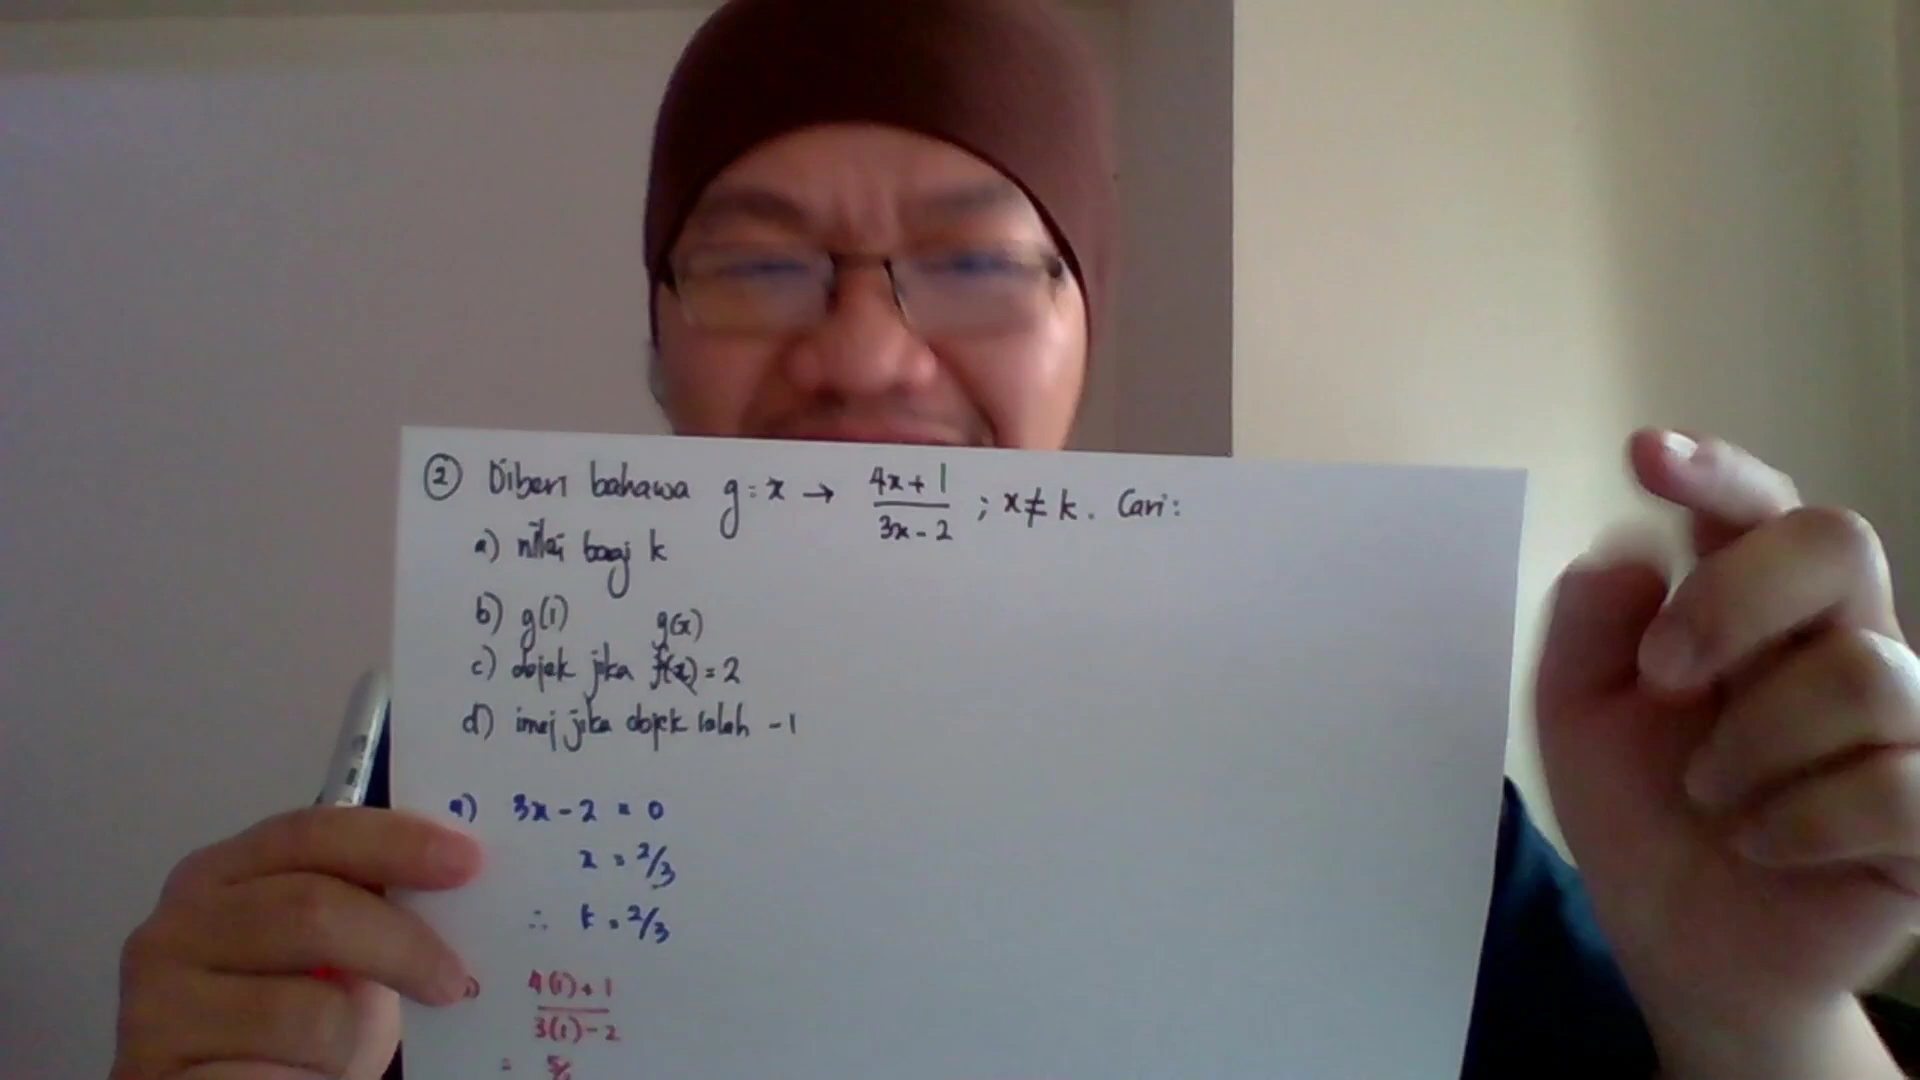 ② Diberi bahawa g : x → (4x + 1)/(3x - 2) ; x ≠ k. Cari :
a) nilai bagi k
b) g(1)
g(x)
c) objek jika f(x) = 2
d) imej jika objek ialah -1
a) 3x - 2 = 0
x = 2/3
∴ k = 2/3
4(1) + 1
3(1) - 2
= 5/